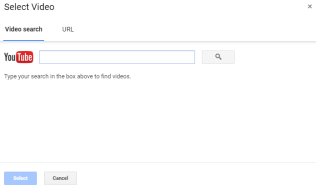 Select Video
×
Video search URL
YouTube
Type your search in the box above to find videos.
Select Cancel